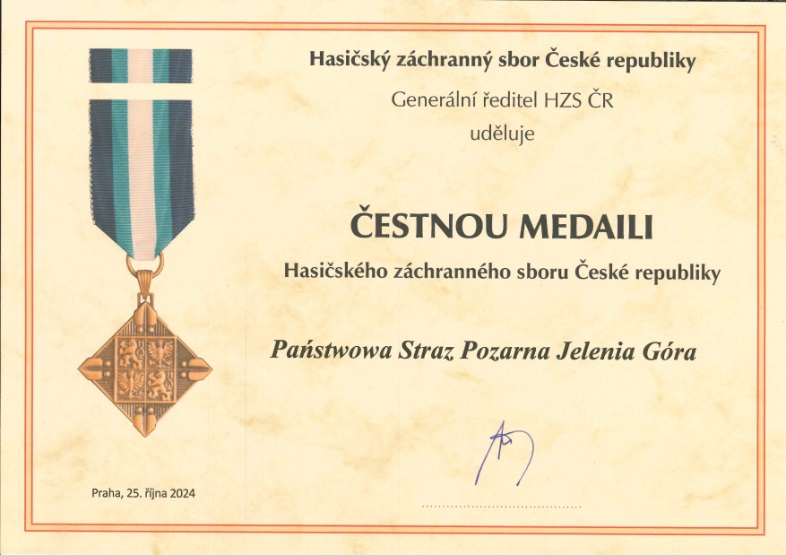 Hasičský záchranný sbor České republiky
Generální ředitel HZS ČR
uděluje
ČESTNOU MEDAILI
Hasičského záchranného sboru České republiky
Państwowa Straz Pozarna Jelenia Góra
Praha, 25. října 2024